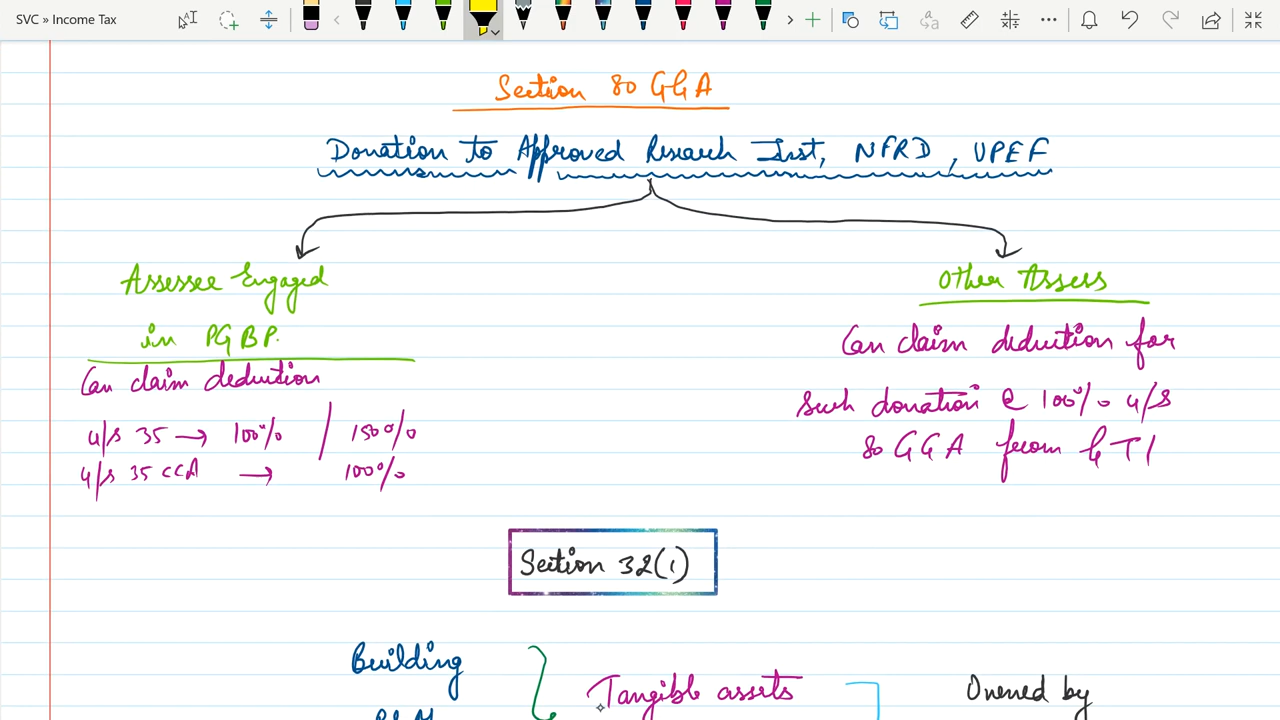 SVC » Income Tax
Section 80 GGA
Donation to Approved Research Inst, NFRD, UPEF
Assessee Engaged
in PGBP.
Can claim deduction
u/s 35 → 100% / 150%
u/s 35 CCA → 100%
Other Assess
Can claim deduction for
such donation @ 100% u/s
80 GGA from GTI
Section 32(1)
Building
Tangible assets
Owned by
P&M